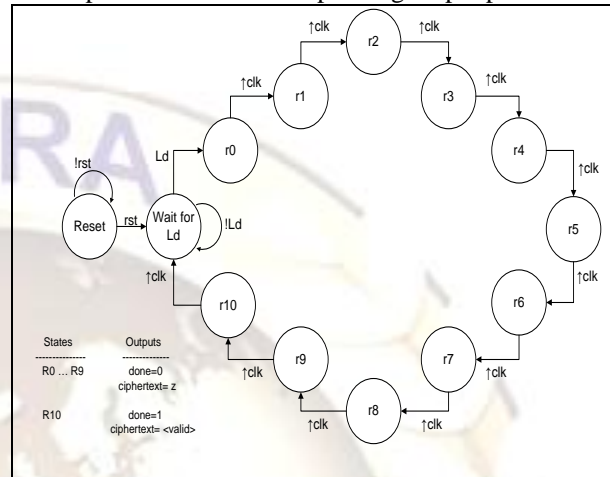 r2
↑clk
↑clk
r1
r3
↑clk
↑clk
r0
r4
Ld
↑clk
!rst
RA
Reset
rst
Wait for
Ld
!Ld
r5
↑clk
↑clk
r10
r6
↑clk
r9
r7
↑clk
r8
↑clk
↑clk
States Outputs
------------- -------------
R0 ... R9 done=0
ciphertext= z
R10 done=1
ciphertext= <valid>